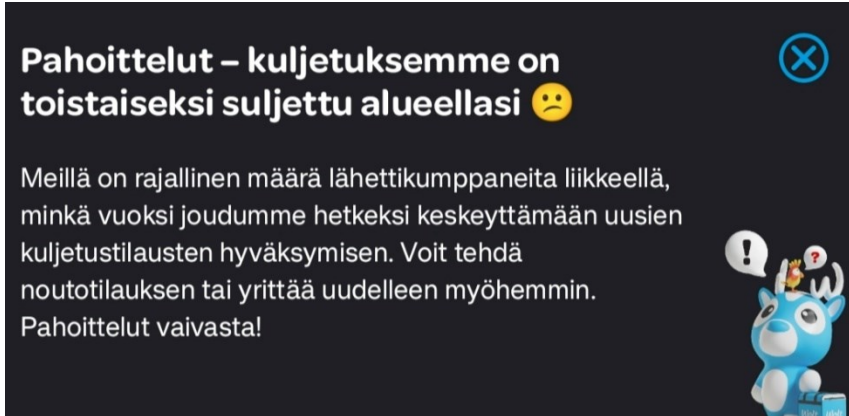 Pahoittelut – kuljetuksemme on
toistaiseksi suljettu alueellasi 😕
Meillä on rajallinen määrä lähettikumppaneita liikkeellä,
minkä vuoksi joudumme hetkeksi keskeyttämään uusien
kuljetustilausten hyväksymisen. Voit tehdä
noutotilauksen tai yrittää uudelleen myöhemmin.
Pahoittelut vaivasta!
!
?